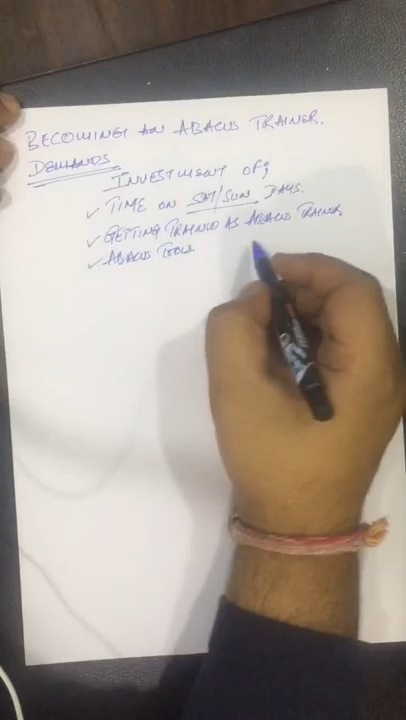 BECOMING AN ABACUS TRAINER.
DEMANDS
INVESTMENT OF;
✓ TIME ON SAT/SUN DAYS.
✓ GETTING TRAINED AS ABACUS TRAINER
✓ ABACUS TOOLS